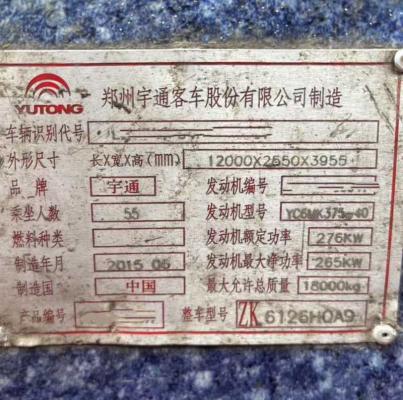 YUTONG
郑州宇通客车股份有限公司制造
车辆识别代号
外形尺寸 长X宽X高(mm) 12000X2550X3955
品牌 宇通 发动机编号
乘坐人数 55 发动机型号 YC6MK375-40
燃料种类 发动机额定功率 276KW
制造年月 2015 05 发动机最大净功率 265KW
制造国 中国 最大允许总质量 18000kg
产品编号 整车型号 ZK6126HQA9